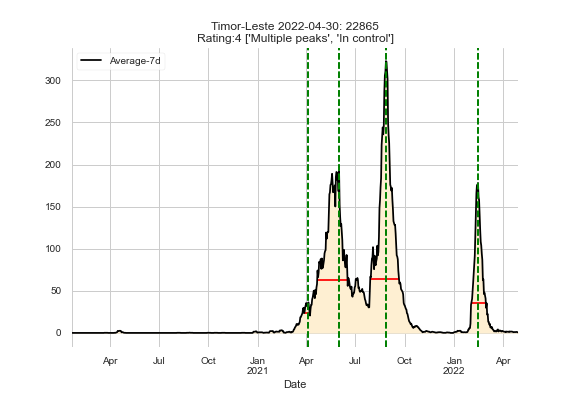 Timor-Leste 2022-04-30: 22865
Rating:4 ['Multiple peaks', 'In control']
Average-7d
300
250
200
150
100
50
0
Apr Jul Oct Jan Apr Jul Oct Jan Apr
2021 2022
Date